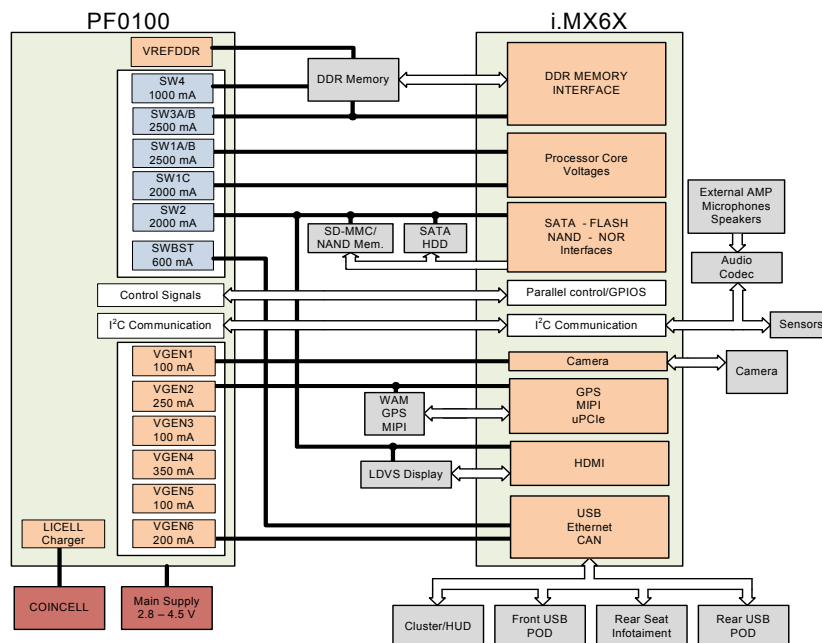 PF0100
i.MX6X
VREFDDR
SW4
1000 mA
SW3A/B
2500 mA
SW1A/B
2500 mA
SW1C
2000 mA
SW2
2000 mA
SWBST
600 mA
Control Signals
I²C Communication
VGEN1
100 mA
VGEN2
250 mA
VGEN3
100 mA
VGEN4
350 mA
VGEN5
100 mA
VGEN6
200 mA
LICELL
Charger
COINCELL
Main Supply
2.8 – 4.5 V
DDR Memory
SD-MMC/
NAND Mem.
SATA
HDD
WAM
GPS
MIPI
LDVS Display
DDR MEMORY
INTERFACE
Processor Core
Voltages
SATA - FLASH
NAND - NOR
Interfaces
Parallel control/GPIOS
I²C Communication
Camera
GPS
MIPI
uPCIe
HDMI
USB
Ethernet
CAN
External AMP
Microphones
Speakers
Audio
Codec
Sensors
Camera
Cluster/HUD
Front USB
POD
Rear Seat
Infotaiment
Rear USB
POD